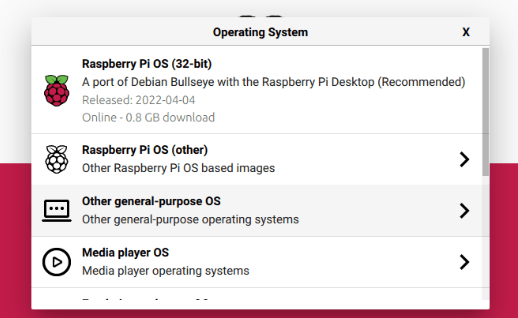 Operating System
X
Raspberry Pi OS (32-bit)
A port of Debian Bullseye with the Raspberry Pi Desktop (Recommended)
Released: 2022-04-04
Online - 0.8 GB download
Raspberry Pi OS (other)
Other Raspberry Pi OS based images
Other general-purpose OS
Other general-purpose operating systems
Media player OS
Media player operating systems